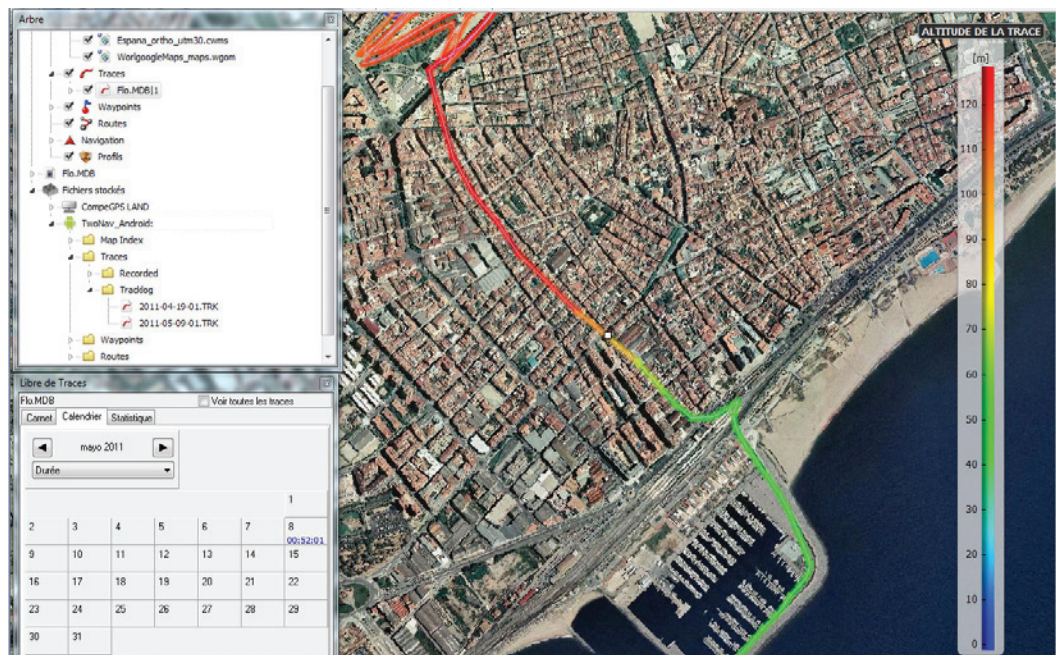 Arbre
Espana_ortho_utm30.cwms
WorlgoogleMaps_maps.wgom
Traces
Flo.MDB|1
Waypoints
Routes
Navigation
Profils
Flo.MDB
Fichiers stockés
CompeGPS LAND
TwoNav_Android:
Map Index
Traces
Recorded
Tracklog
2011-04-19-01.TRK
2011-05-09-01.TRK
Waypoints
Routes
Libre de Traces
Flo.MDB Voir toutes les traces
Carnet Calendrier Statistique
mayo 2011
Durée
1
2 3 4 5 6 7 8
00:52:01
9 10 11 12 13 14 15
16 17 18 19 20 21 22
23 24 25 26 27 28 29
30 31
ALTITUDE DE LA TRACE
[m]
120
100
90
80
70
60
50
40
30
20
10
0